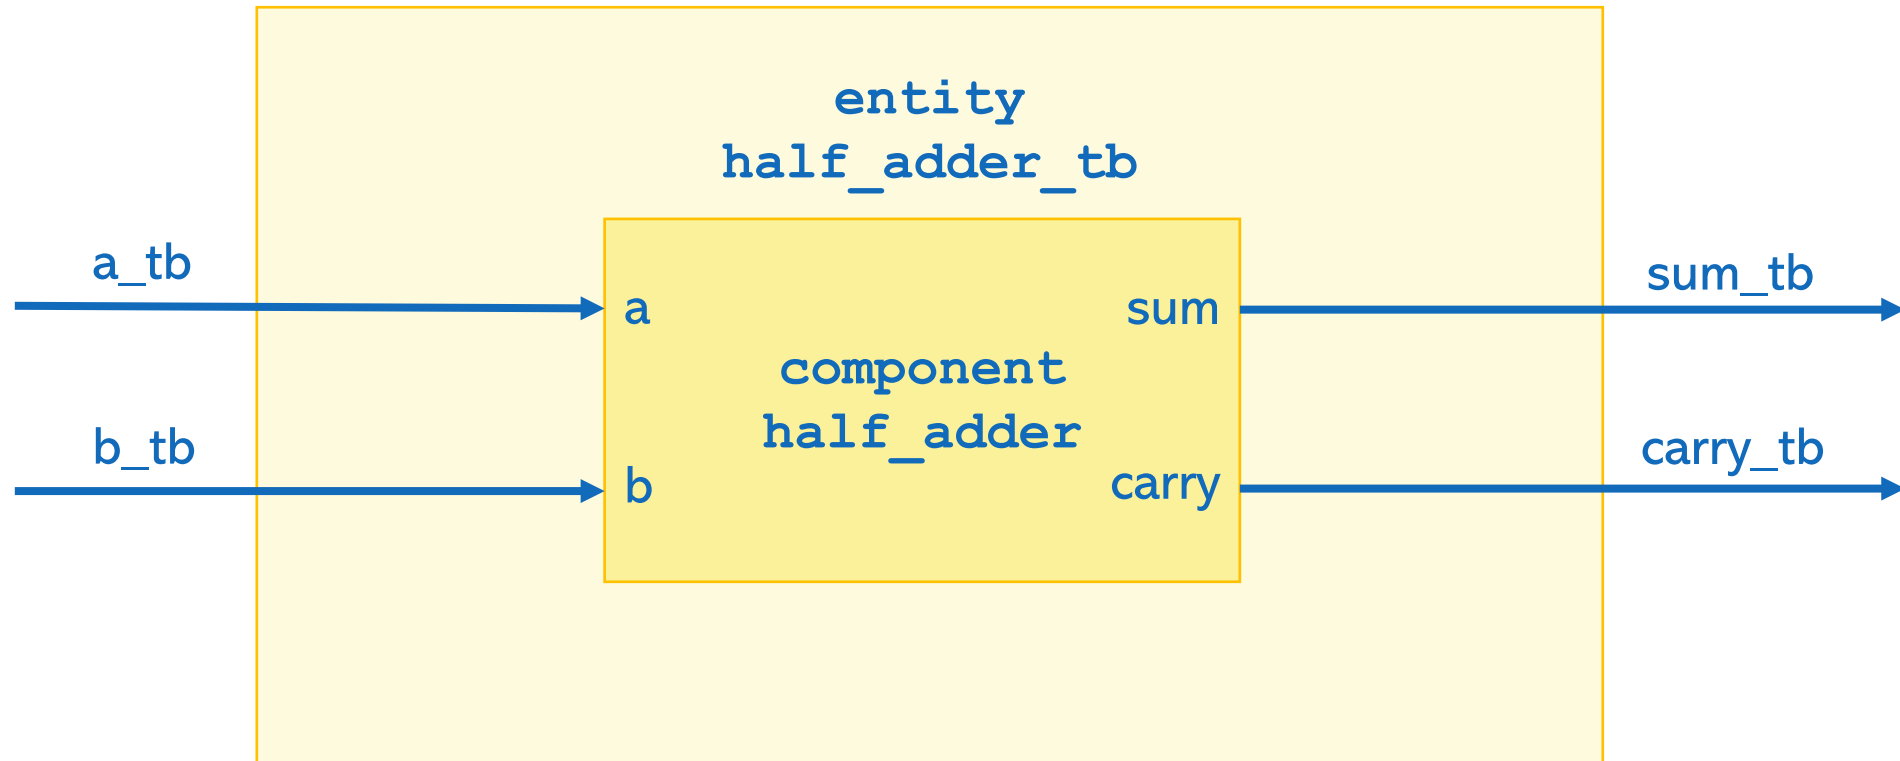 entity
half_adder_tb
a_tb
sum_tb
a
sum
component
half_adder
b_tb
carry_tb
b
carry